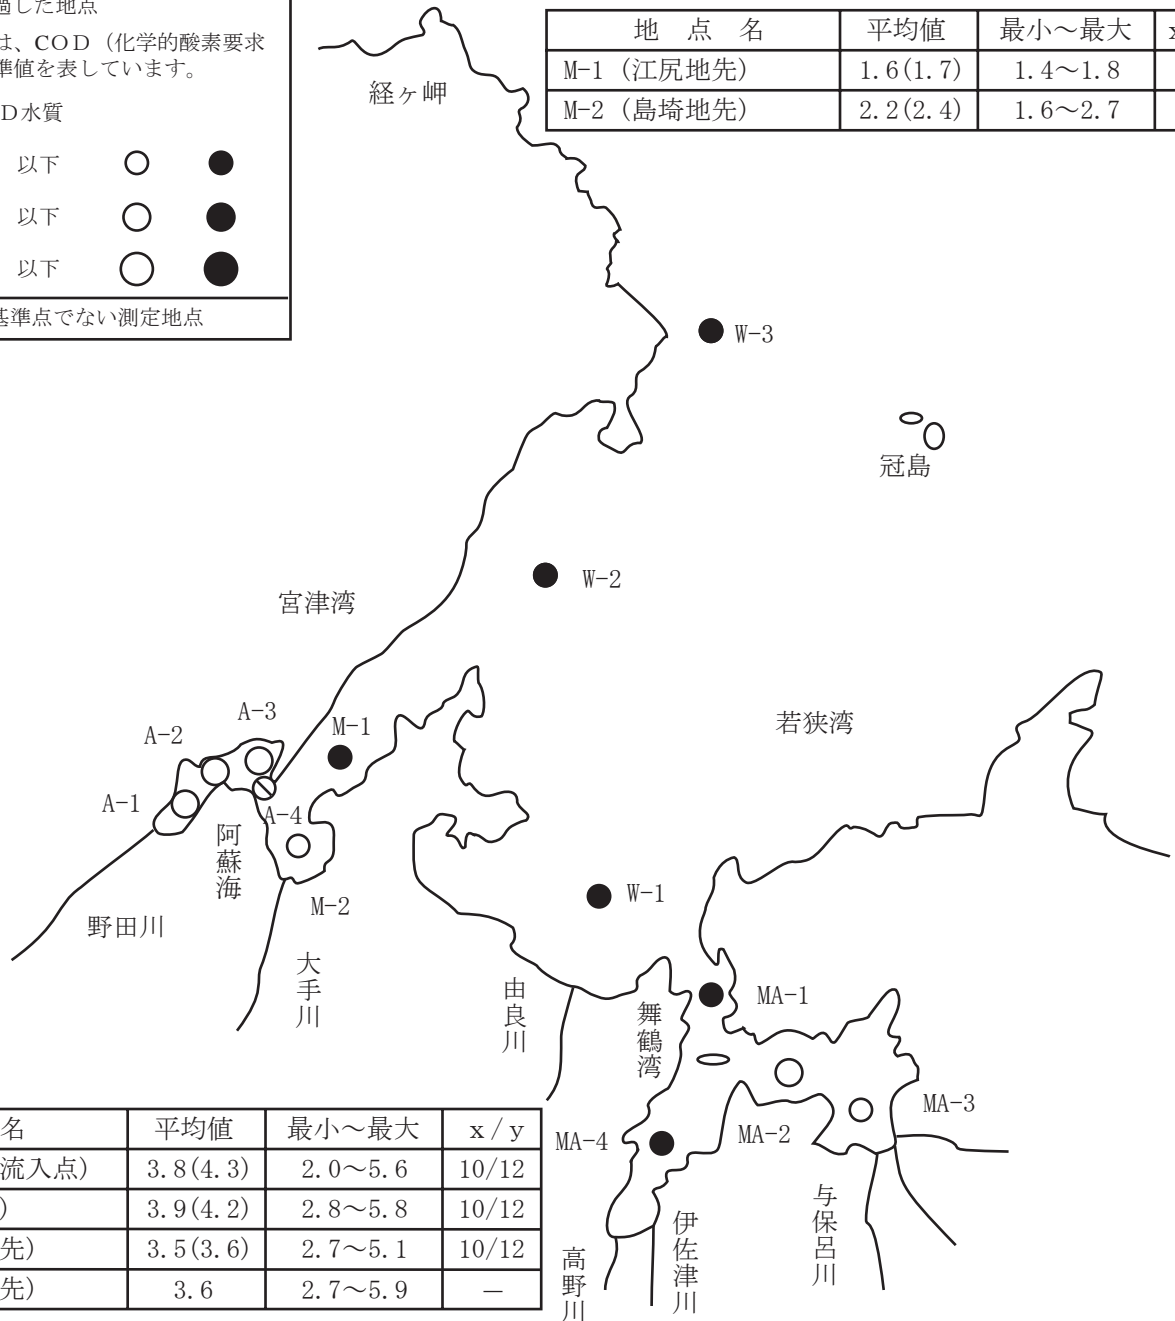 過した地点
は、COD（化学的酸素要求
準値を表しています。
D水質
以下
以下
以下
基準点でない測定地点
地　点　名 平均値 最小～最大
M-1（江尻地先） 1.6(1.7) 1.4～1.8
M-2（島埼地先） 2.2(2.4) 1.6～2.7
経ヶ岬
W-3
冠島
W-2
宮津湾
若狭湾
A-3
M-1
A-2
A-1
A-4
阿蘇海
M-2
野田川
大手川
W-1
由良川
舞鶴湾
MA-1
MA-3
MA-2
MA-4
与保呂川
伊佐津川
高野川
名 平均値 最小～最大 x/y
流入点） 3.8(4.3) 2.0～5.6 10/12
） 3.9(4.2) 2.8～5.8 10/12
先） 3.5(3.6) 2.7～5.1 10/12
先） 3.6 2.7～5.9 －